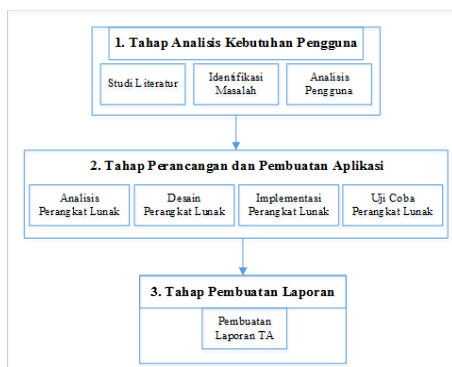 1. Tahap Analisis Kebutuhan Pengguna
Studi Literatur
Identifikasi
Masalah
Analisis
Pengguna
2. Tahap Perancangan dan Pembuatan Aplikasi
Analisis
Perangkat Lunak
Desain
Perangkat Lunak
Implementasi
Perangkat Lunak
Uji Coba
Perangkat Lunak
3. Tahap Pembuatan Laporan
Pembuatan
Laporan TA